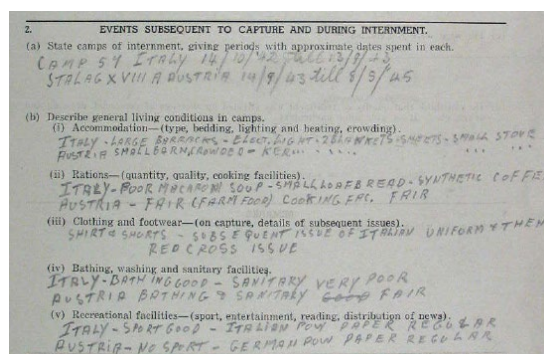 2. EVENTS SUBSEQUENT TO CAPTURE AND DURING INTERNMENT.
(a) State camps of internment, giving periods with approximate dates spent in each.
CAMP 57 ITALY 14/10/42 till /9/43
STALAG XVIII A AUSTRIA 14/9/43 till 8/3/45
(b) Describe general living conditions in camps.
(i) Accommodation—(type, bedding, lighting and heating, crowding).
ITALY - LARGE BARRACKS - ELECT. LIGHT - 2 BLANKETS - SHEETS - SMALL STOVE
AUSTRIA SMALL BARN, CROWDED -
(ii) Rations—(quantity, quality, cooking facilities).
ITALY - POOR MACARONI SOUP - SMALL LOAF BREAD - SYNTHETIC COFFE
AUSTRIA - FAIR (FARM FOOD) COOKING FAC. FAIR
(iii) Clothing and footwear—(on capture, details of subsequent issues).
SHIRT & SHORTS - SUBSEQUENT ISSUE OF ITALIAN UNIFORM & THEN
RED CROSS ISSUE
(iv) Bathing, washing and sanitary facilities.
ITALY - BATHING GOOD - SANITARY VERY POOR
AUSTRIA BATHING & SANITARY FAIR
(v) Recreational facilities—(sport, entertainment, reading, distribution of news).
ITALY - SPORT GOOD - ITALIAN POW PAPER REGULAR
AUSTRIA - NO SPORT - GERMAN POW PAPER REGULAR